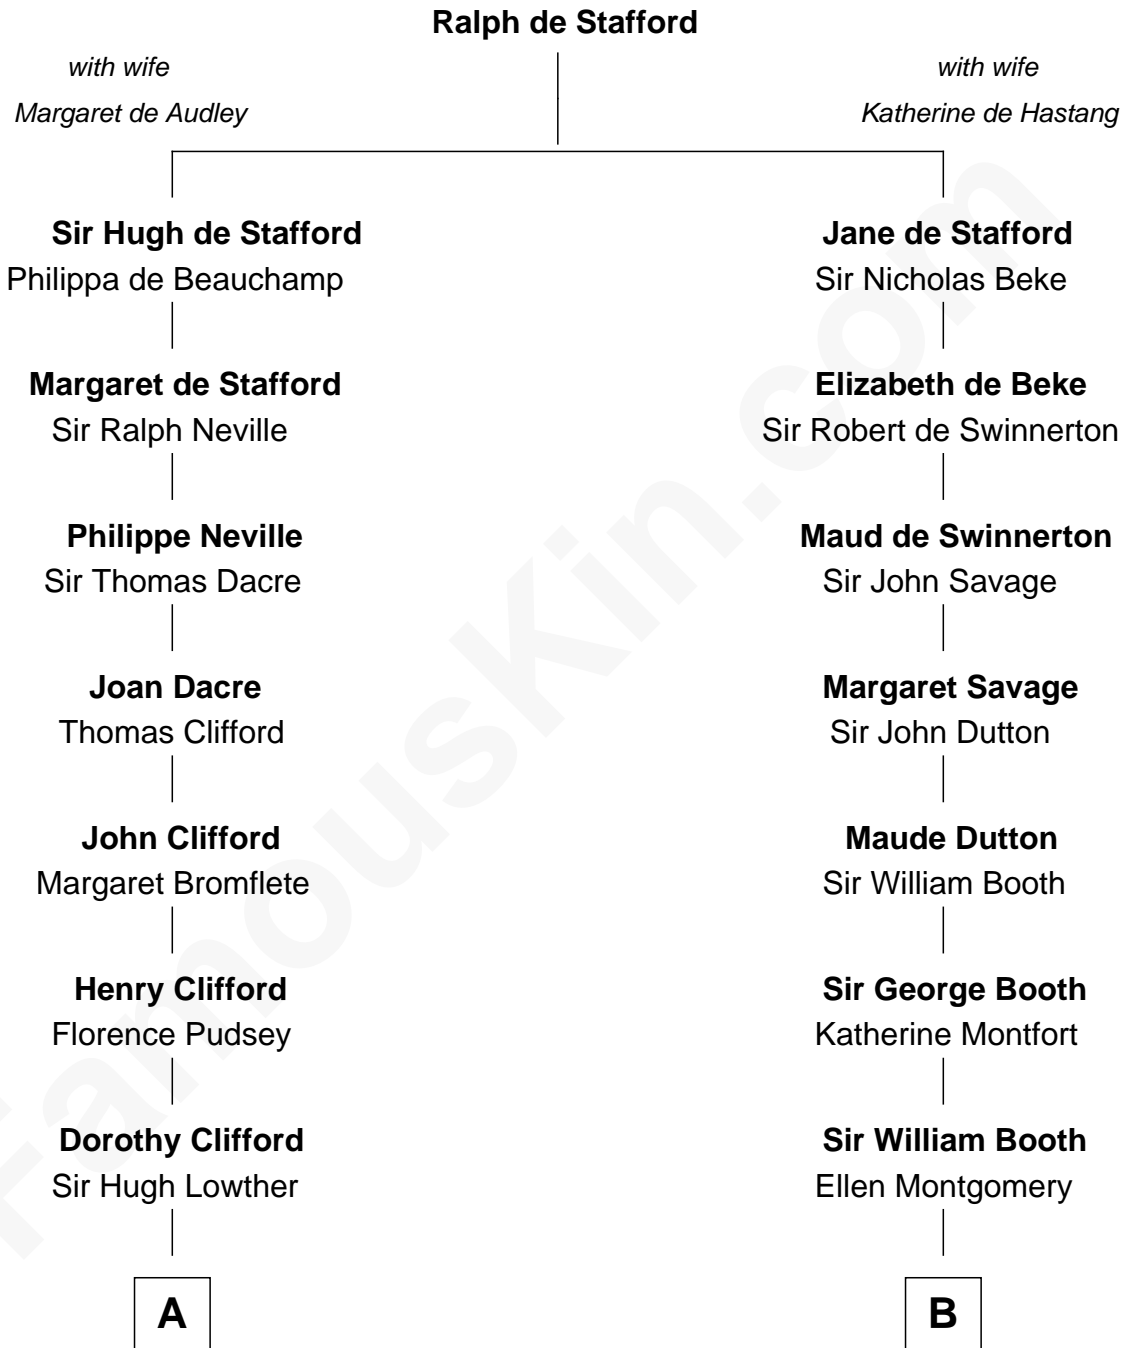 Ralph de Stafford
with wife
Margaret de Audley
with wife
Katherine de Hastang
Sir Hugh de Stafford
Philippa de Beauchamp
Jane de Stafford
Sir Nicholas Beke
Margaret de Stafford
Sir Ralph Neville
Elizabeth de Beke
Sir Robert de Swinnerton
Philippe Neville
Sir Thomas Dacre
Maud de Swinnerton
Sir John Savage
Joan Dacre
Thomas Clifford
Margaret Savage
Sir John Dutton
John Clifford
Margaret Bromflete
Maude Dutton
Sir William Booth
Henry Clifford
Florence Pudsey
Sir George Booth
Katherine Montfort
Dorothy Clifford
Sir Hugh Lowther
Sir William Booth
Ellen Montgomery
A
B
FamousKin.com